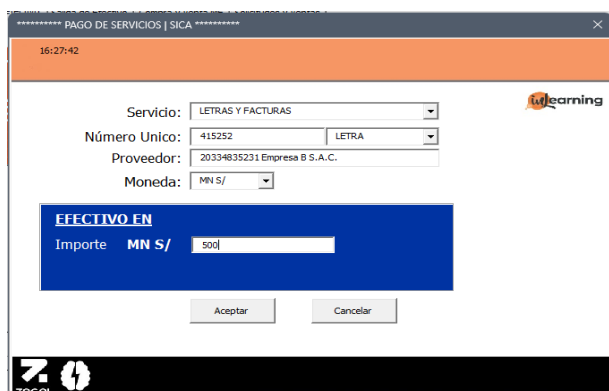 ********** PAGO DE SERVICIOS | SICA **********
16:27:42
Servicio: LETRAS Y FACTURAS
Número Unico: 415252 LETRA
Proveedor: 20334835231 Empresa B S.A.C.
Moneda: MN S/
EFECTIVO EN
Importe MN S/ 500
Aceptar Cancelar